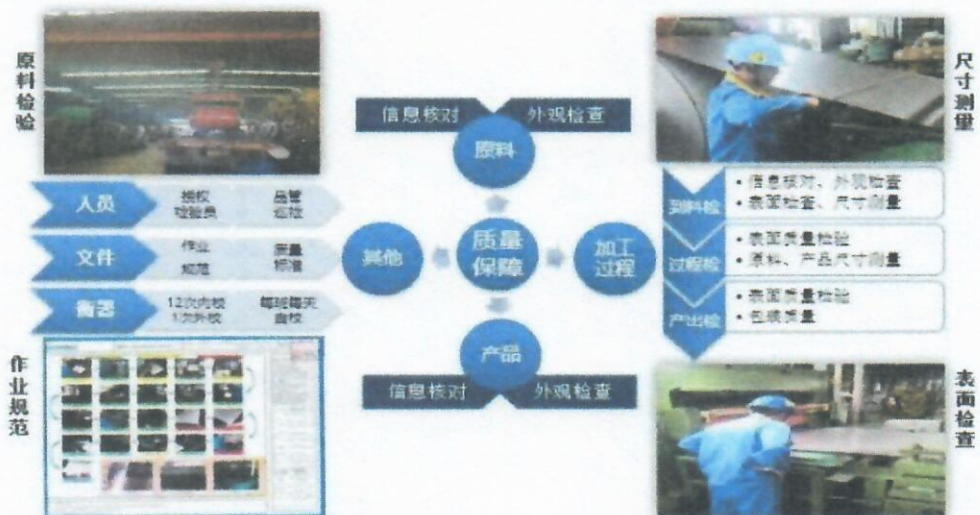 原料检验
尺寸测量
信息核对 外观检查
原料
人员
授权 品管
检验员 巡检
文件
作业 质量
规范 标准
衡器
12次内校 每班每天
1次外校 自校
其他
质量
保障
加工
过程
到料检
• 信息核对、外观检查
• 表面检查、尺寸测量
过程检
• 表面质量检验
• 原料、产品尺寸测量
产出检
• 表面质量检验
• 包装质量
产品
信息核对 外观检查
作业规范
表面检查